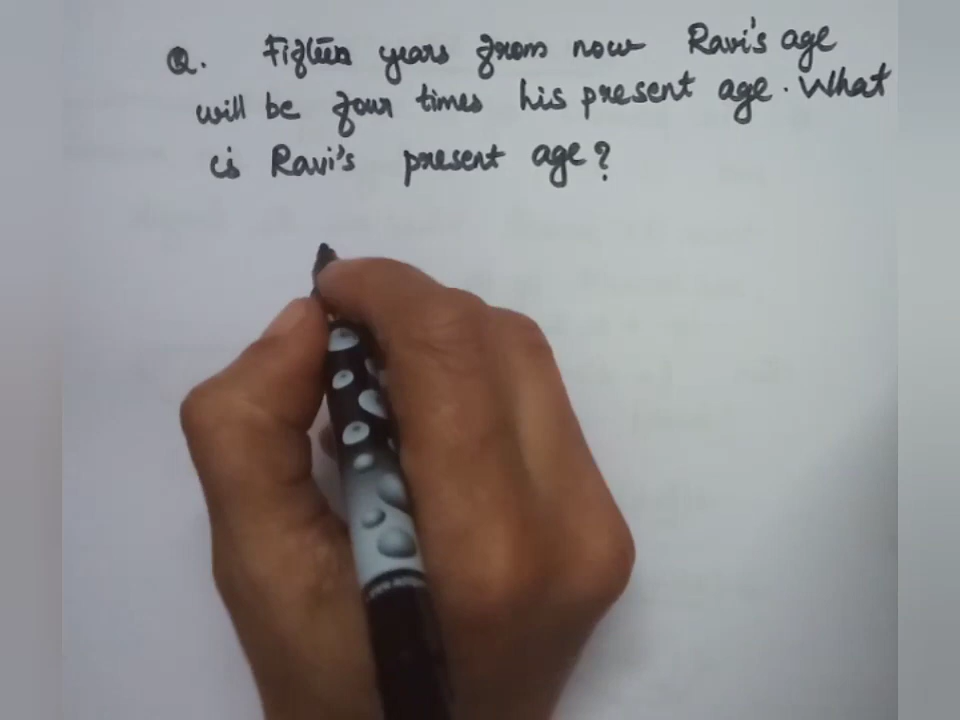 Q. Fifteen years from now Ravi's age
will be four times his present age. What
is Ravi's present age?